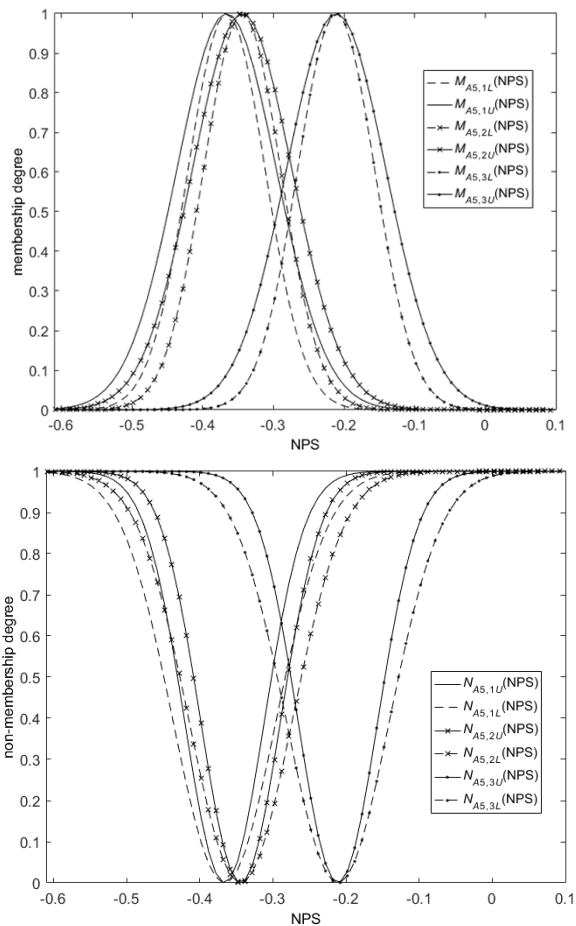 1
0.9
0.8
0.7
0.6
0.5
0.4
0.3
0.2
0.1
0
membership degree
M_{A5,1L}(NPS)
M_{A5,1U}(NPS)
M_{A5,2L}(NPS)
M_{A5,2U}(NPS)
M_{A5,3L}(NPS)
M_{A5,3U}(NPS)
-0.6 -0.5 -0.4 -0.3 -0.2 -0.1 0 0.1
NPS
1
0.9
0.8
0.7
0.6
0.5
0.4
0.3
0.2
0.1
0
non-membership degree
N_{A5,1U}(NPS)
N_{A5,1L}(NPS)
N_{A5,2U}(NPS)
N_{A5,2L}(NPS)
N_{A5,3U}(NPS)
N_{A5,3L}(NPS)
-0.6 -0.5 -0.4 -0.3 -0.2 -0.1 0 0.1
NPS